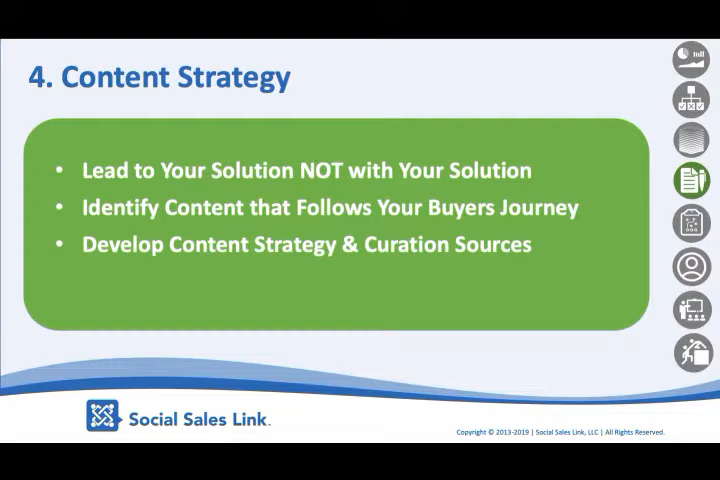 4. Content Strategy
• Lead to Your Solution NOT with Your Solution
• Identify Content that Follows Your Buyers Journey
• Develop Content Strategy & Curation Sources
Social Sales Link™
Copyright © 2013-2019 | Social Sales Link, LLC | All Rights Reserved.